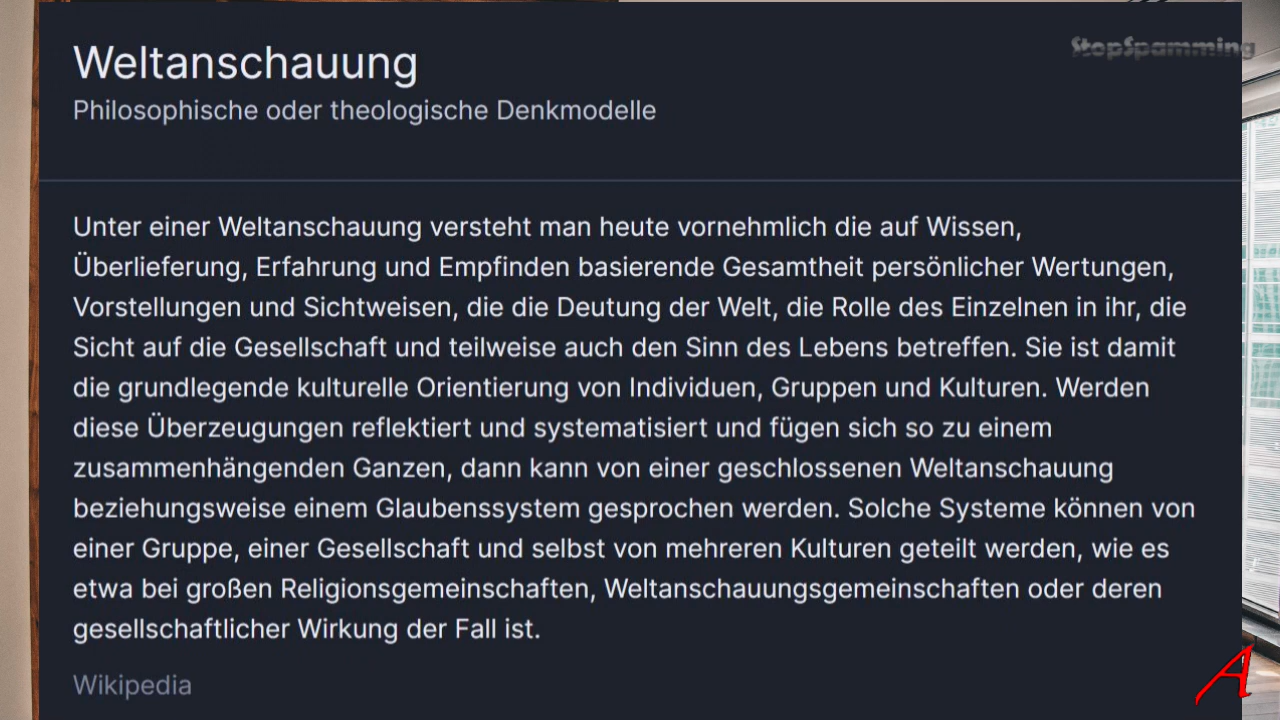 Weltanschauung
StopSpamming
Philosophische oder theologische Denkmodelle
Unter einer Weltanschauung versteht man heute vornehmlich die auf Wissen,
Überlieferung, Erfahrung und Empfinden basierende Gesamtheit persönlicher Wertungen,
Vorstellungen und Sichtweisen, die die Deutung der Welt, die Rolle des Einzelnen in ihr, die
Sicht auf die Gesellschaft und teilweise auch den Sinn des Lebens betreffen. Sie ist damit
die grundlegende kulturelle Orientierung von Individuen, Gruppen und Kulturen. Werden
diese Überzeugungen reflektiert und systematisiert und fügen sich so zu einem
zusammenhängenden Ganzen, dann kann von einer geschlossenen Weltanschauung
beziehungsweise einem Glaubenssystem gesprochen werden. Solche Systeme können von
einer Gruppe, einer Gesellschaft und selbst von mehreren Kulturen geteilt werden, wie es
etwa bei großen Religionsgemeinschaften, Weltanschauungsgemeinschaften oder deren
gesellschaftlicher Wirkung der Fall ist.
Wikipedia
A